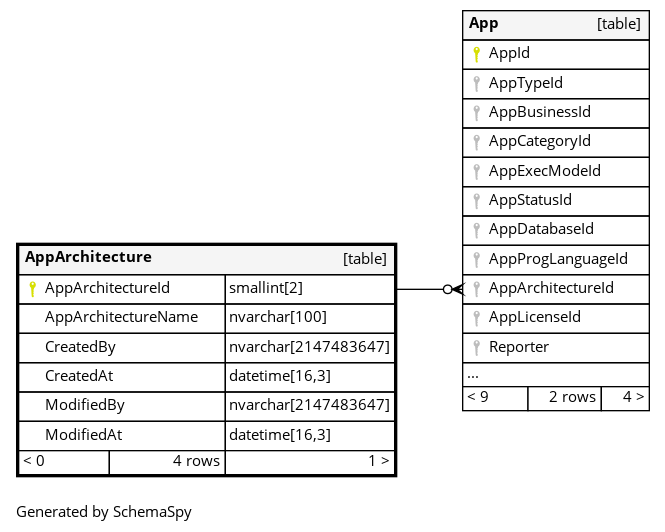 App [table]
AppId
AppTypeId
AppBusinessId
AppCategoryId
AppExecModeId
AppStatusId
AppDatabaseId
AppProgLanguageId
AppArchitectureId
AppLicenseId
Reporter
...
< 9 2 rows 4 >
AppArchitecture [table]
AppArchitectureId smallint[2]
AppArchitectureName nvarchar[100]
CreatedBy nvarchar[2147483647]
CreatedAt datetime[16,3]
ModifiedBy nvarchar[2147483647]
ModifiedAt datetime[16,3]
< 0 4 rows 1 >
Generated by SchemaSpy